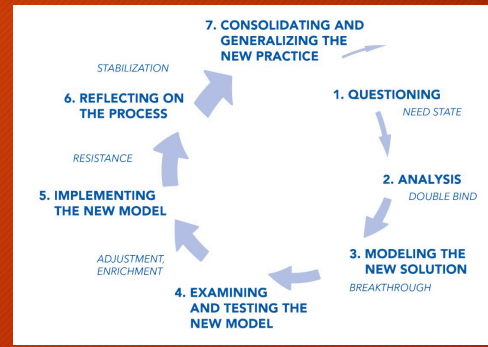 7. CONSOLIDATING AND
GENERALIZING THE
NEW PRACTICE
1. QUESTIONING
NEED STATE
2. ANALYSIS
DOUBLE BIND
3. MODELING THE
NEW SOLUTION
BREAKTHROUGH
4. EXAMINING
AND TESTING THE
NEW MODEL
ADJUSTMENT,
ENRICHMENT
5. IMPLEMENTING
THE NEW MODEL
RESISTANCE
6. REFLECTING ON
THE PROCESS
STABILIZATION